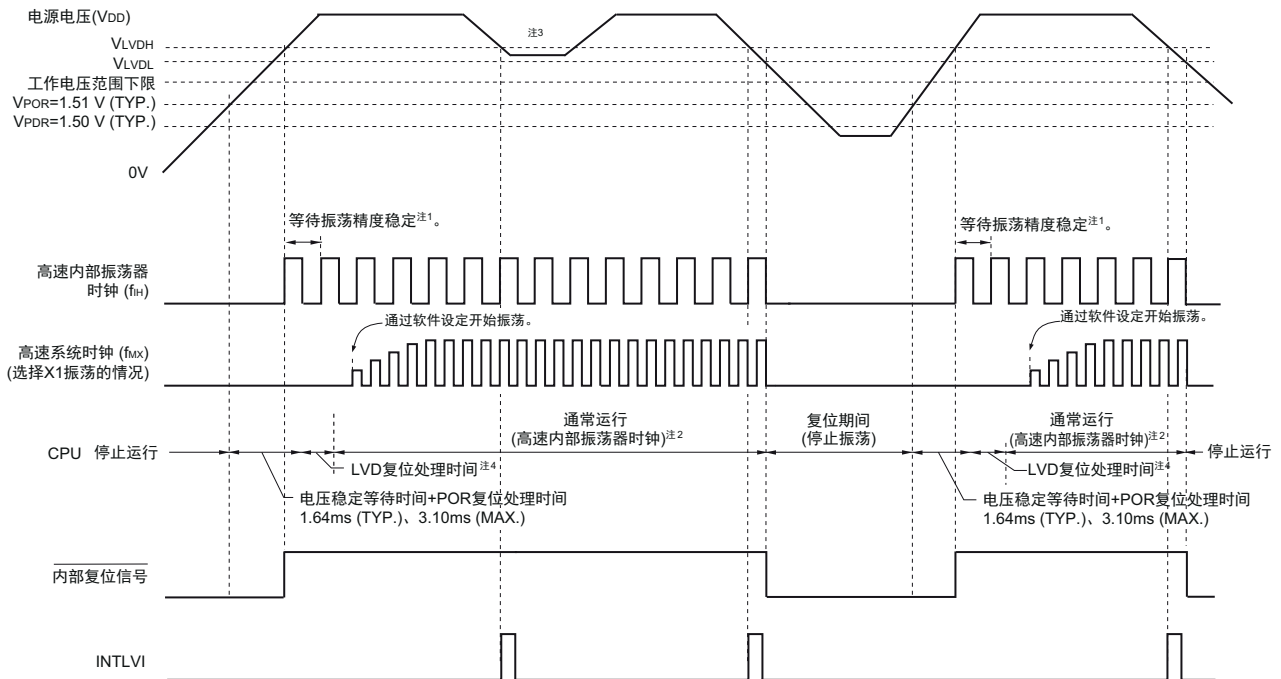 电源电压(VDD)
注3
VLVDH
VLVDL
工作电压范围下限
VPOR=1.51 V (TYP.)
VPDR=1.50 V (TYP.)
0V
等待振荡精度稳定注1。
等待振荡精度稳定注1。
高速内部振荡器
时钟 (fIH)
通过软件设定开始振荡。
通过软件设定开始振荡。
高速系统时钟 (fMX)
(选择X1振荡的情况)
通常运行
(高速内部振荡器时钟)注2
复位期间
(停止振荡)
通常运行
(高速内部振荡器时钟)注2
CPU
停止运行
停止运行
LVD复位处理时间注4
LVD复位处理时间注4
电压稳定等待时间+POR复位处理时间
1.64ms (TYP.)、3.10ms (MAX.)
电压稳定等待时间+POR复位处理时间
1.64ms (TYP.)、3.10ms (MAX.)
内部复位信号
INTLVI